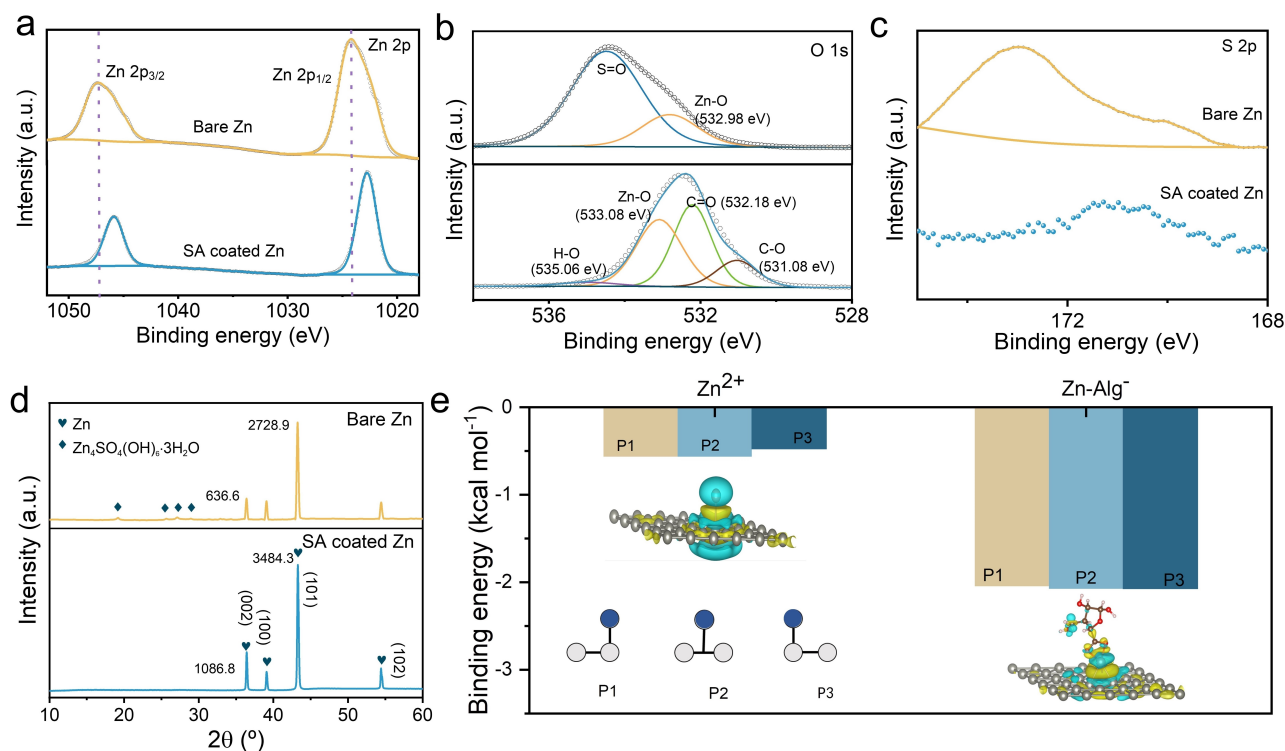 a
Zn 2p
Zn 2p3/2
Zn 2p1/2
Bare Zn
SA coated Zn
Intensity (a.u.)
1050
1040
1030
1020
Binding energy (eV)
b
O 1s
S=O
Zn-O
(532.98 eV)
Zn-O
(533.08 eV)
C=O (532.18 eV)
H-O
(535.06 eV)
C-O
(531.08 eV)
Intensity (a.u.)
536
532
528
Binding energy (eV)
c
S 2p
Bare Zn
SA coated Zn
Intensity (a.u.)
172
168
Binding energy (eV)
d
Zn
Zn4SO4(OH)6·3H2O
Bare Zn
2728.9
636.6
SA coated Zn
3484.3
(101)
(002)
(100)
1086.8
(102)
Intensity (a.u.)
10
20
30
40
50
60
2θ (º)
e
Zn2+
Zn-Alg-
0
-1
-2
-3
Binding energy (kcal mol-1)
P1
P2
P3
P1
P2
P3
P1
P2
P3